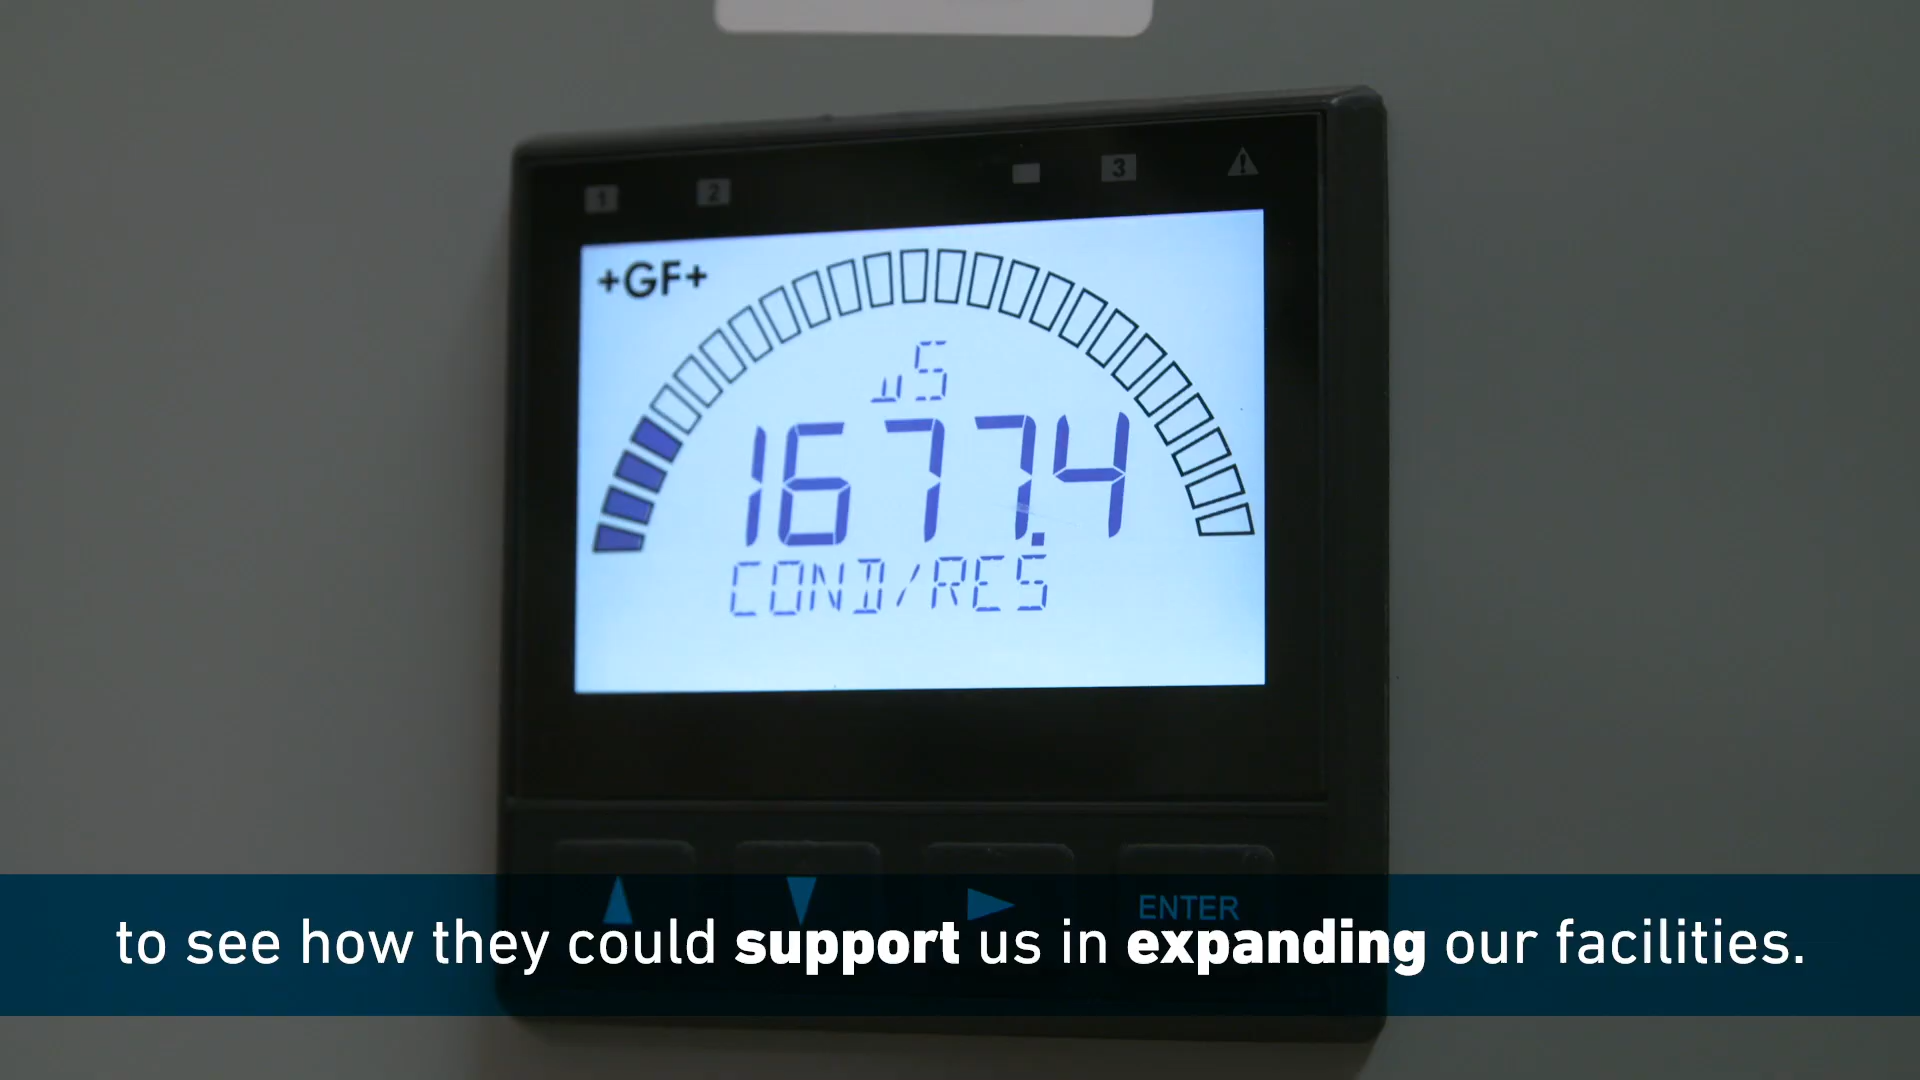 1 2 3
+GF+
µS
1677.4
COND/RES
ENTER
to see how they could support us in expanding our facilities.